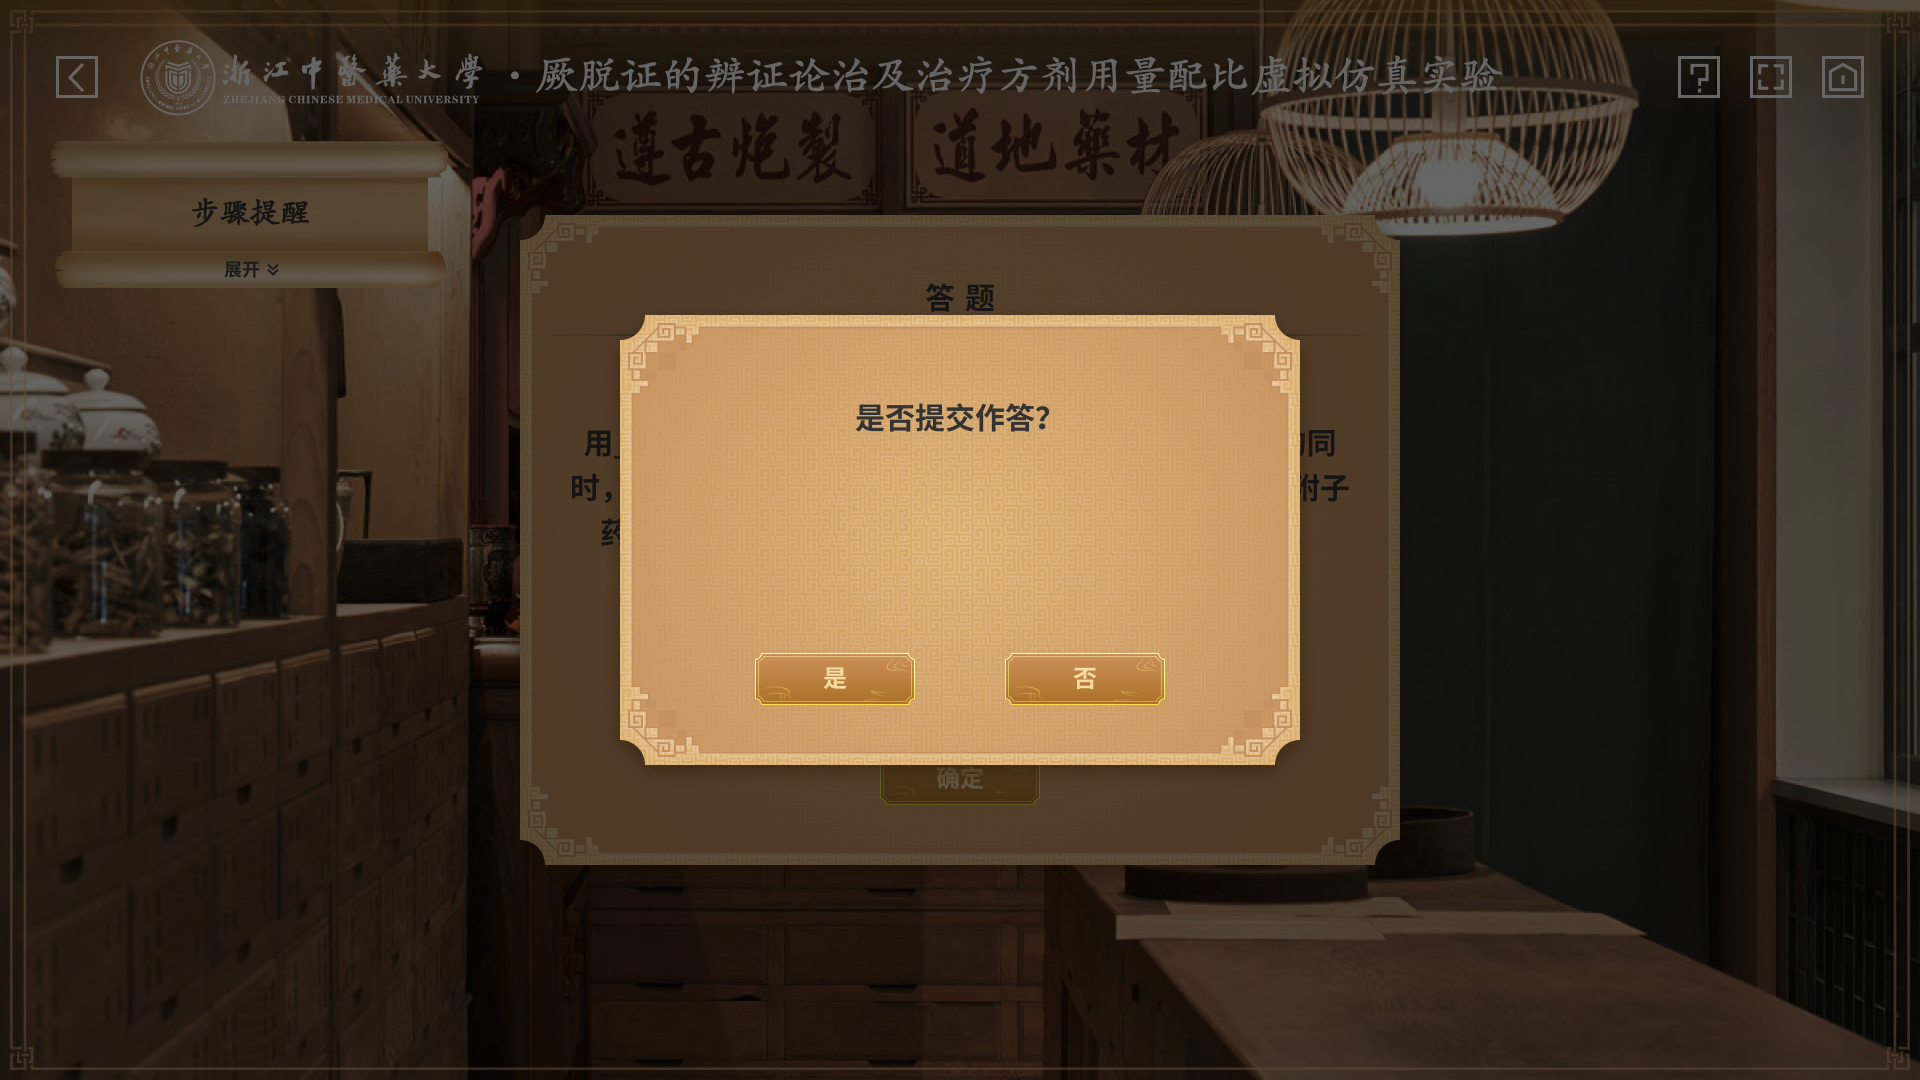 浙江中醫藥大學
ZHEJIANG CHINESE MEDICAL UNIVERSITY
·厥脱证的辨证论治及治疗方剂用量配比虚拟仿真实验
遵古炮製
道地藥材
步骤提醒
展开
答 题
是否提交作答?
用
同
时，
附子
药
是
否
确定